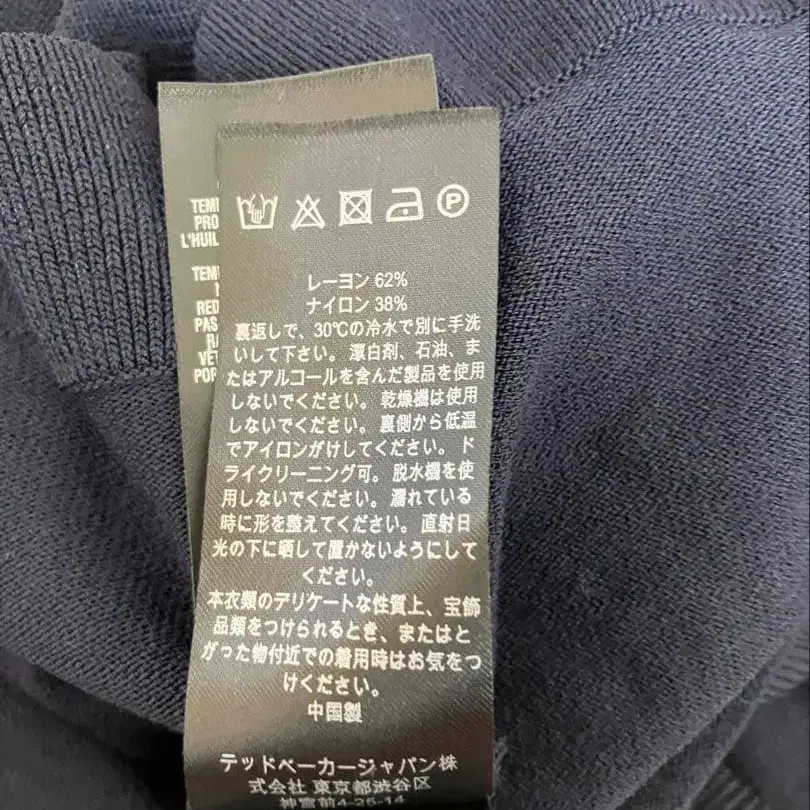 TEM
PRO
L'HUIL
TEM
RED
PAS
VÊT
POR
P
レーヨン 62%
ナイロン 38%
裏返しで、30℃の冷水で別に手洗
いして下さい。漂白剤、石油、ま
たはアルコールを含んだ製品を使用
しないでください。乾燥機は使用
しないでください。裏側から低温
でアイロンがけしてください。ド
ライクリーニング可。脱水機を使
用しないでください。濡れている
時に形を整えてください。直射日
光の下に晒して置かないようにして
ください。
本衣類のデリケートな性質上、宝飾
品類をつけられるとき、またはと
がった物付近での着用時はお気をつ
けください。
中国製
テッドベーカージャパン株
式会社 東京都渋谷区
神宮前4-25-14